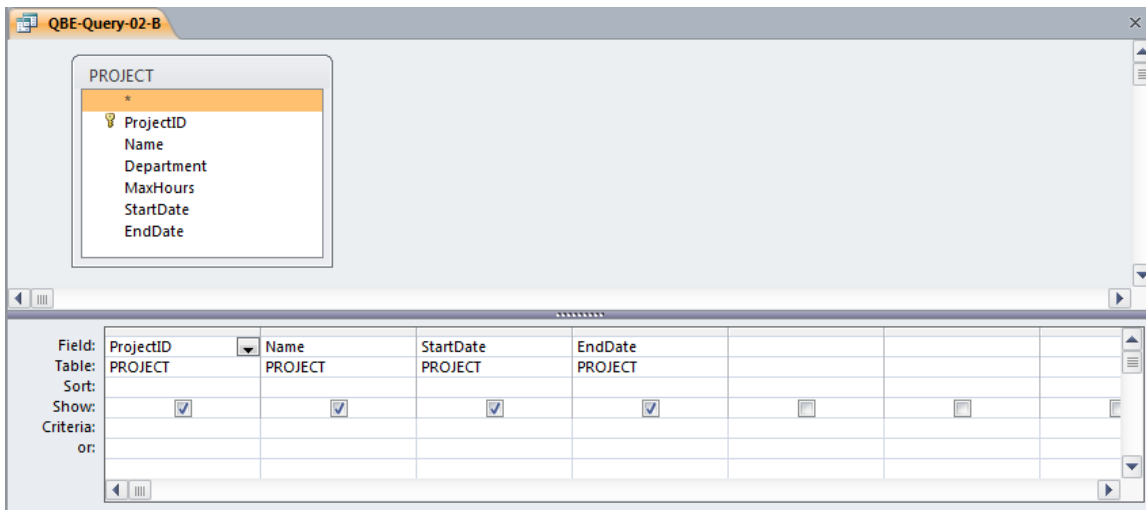 QBE-Query-02-B
PROJECT
*
ProjectID
Name
Department
MaxHours
StartDate
EndDate
Field: ProjectID Name StartDate EndDate
Table: PROJECT PROJECT PROJECT PROJECT
Sort:
Show:
Criteria:
or: